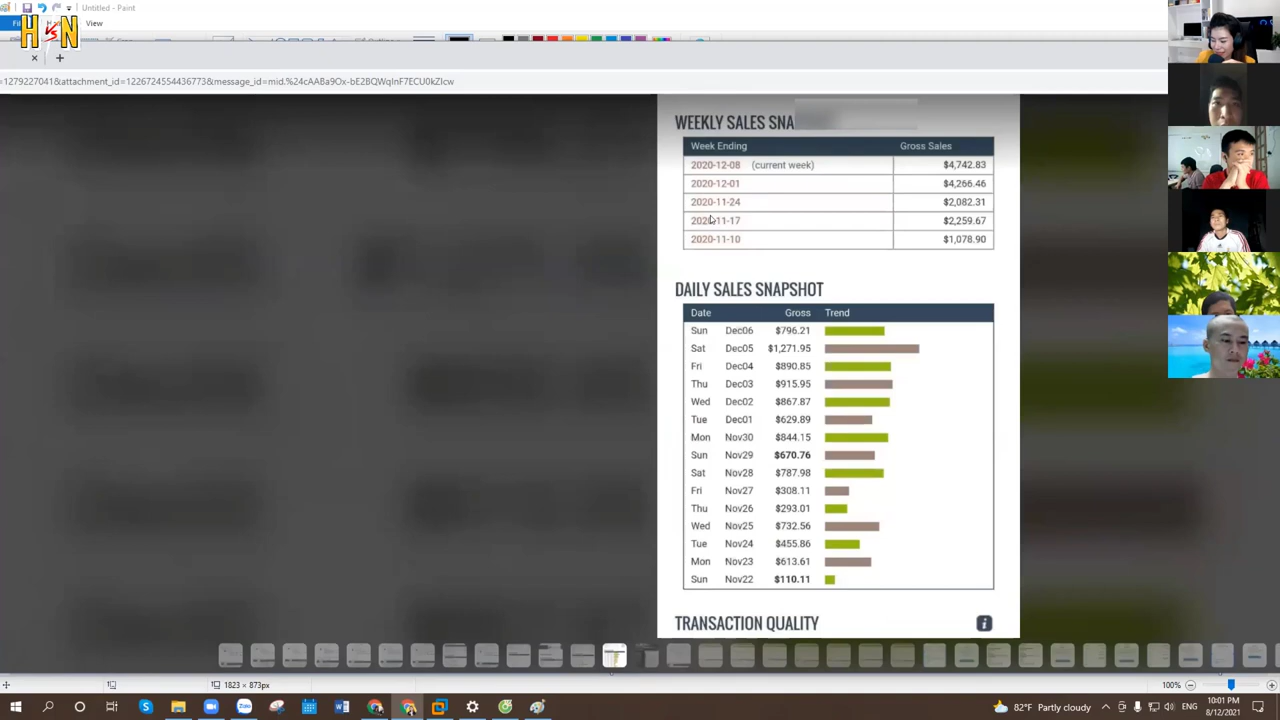 Untitled - Paint
H vs N
View
=1279227041&attachment_id=1226724554436773&message_id=mid.%24cAABa9Ox-bE2BQWqInF7ECU0kZIcw
WEEKLY SALES SNA
Week Ending Gross Sales
2020-12-08 (current week) $4,742.83
2020-12-01 $4,266.46
2020-11-24 $2,082.31
2020-11-17 $2,259.67
2020-11-10 $1,078.90
DAILY SALES SNAPSHOT
Date Gross Trend
Sun Dec06 $796.21
Sat Dec05 $1,271.95
Fri Dec04 $890.85
Thu Dec03 $915.95
Wed Dec02 $867.87
Tue Dec01 $629.89
Mon Nov30 $844.15
Sun Nov29 $670.76
Sat Nov28 $787.98
Fri Nov27 $308.11
Thu Nov26 $293.01
Wed Nov25 $732.56
Tue Nov24 $455.86
Mon Nov23 $613.61
Sun Nov22 $110.11
TRANSACTION QUALITY
1823 × 873px
100%
Zalo
82°F Partly cloudy
ENG
10:01 PM
8/12/2021